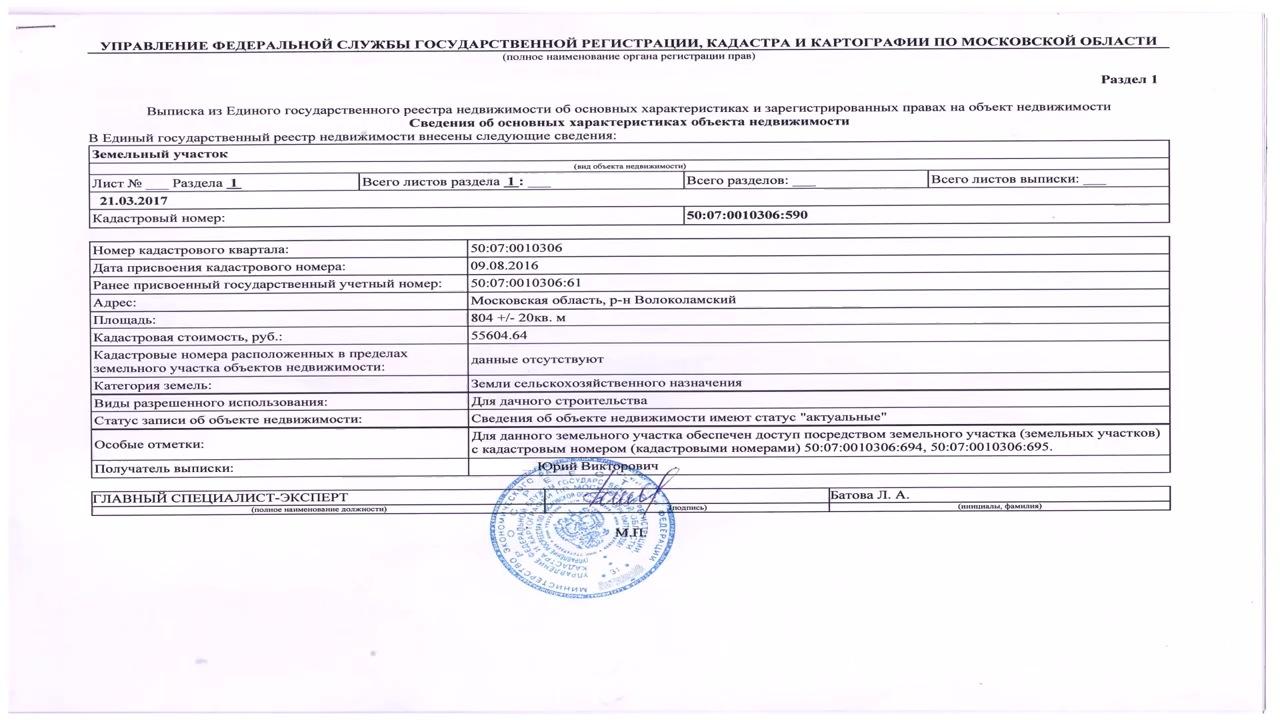 УПРАВЛЕНИЕ ФЕДЕРАЛЬНОЙ СЛУЖБЫ ГОСУДАРСТВЕННОЙ РЕГИСТРАЦИИ, КАДАСТРА И КАРТОГРАФИИ ПО МОСКОВСКОЙ ОБЛАСТИ
(полное наименование органа регистрации прав)
Раздел 1
Выписка из Единого государственного реестра недвижимости об основных характеристиках и зарегистрированных правах на объект недвижимости
Сведения об основных характеристиках объекта недвижимости
В Единый государственный реестр недвижимости внесены следующие сведения:
Земельный участок
(вид объекта недвижимости)
Лист № ___ Раздела 1 Всего листов раздела 1 : ___ Всего разделов: ___ Всего листов выписки: ___
21.03.2017
Кадастровый номер: 50:07:0010306:590
Номер кадастрового квартала: 50:07:0010306
Дата присвоения кадастрового номера: 09.08.2016
Ранее присвоенный государственный учетный номер: 50:07:0010306:61
Адрес: Московская область, р-н Волоколамский
Площадь: 804 +/- 20кв. м
Кадастровая стоимость, руб.: 55604.64
Кадастровые номера расположенных в пределах
земельного участка объектов недвижимости: данные отсутствуют
Категория земель: Земли сельскохозяйственного назначения
Виды разрешенного использования: Для дачного строительства
Статус записи об объекте недвижимости: Сведения об объекте недвижимости имеют статус "актуальные"
Особые отметки: Для данного земельного участка обеспечен доступ посредством земельного участка (земельных участков)
с кадастровым номером (кадастровыми номерами) 50:07:0010306:694, 50:07:0010306:695.
Получатель выписки: Юрий Викторович
ГЛАВНЫЙ СПЕЦИАЛИСТ-ЭКСПЕРТ Батова Л. А.
(полное наименование должности) (подпись) (инициалы, фамилия)
М.П.